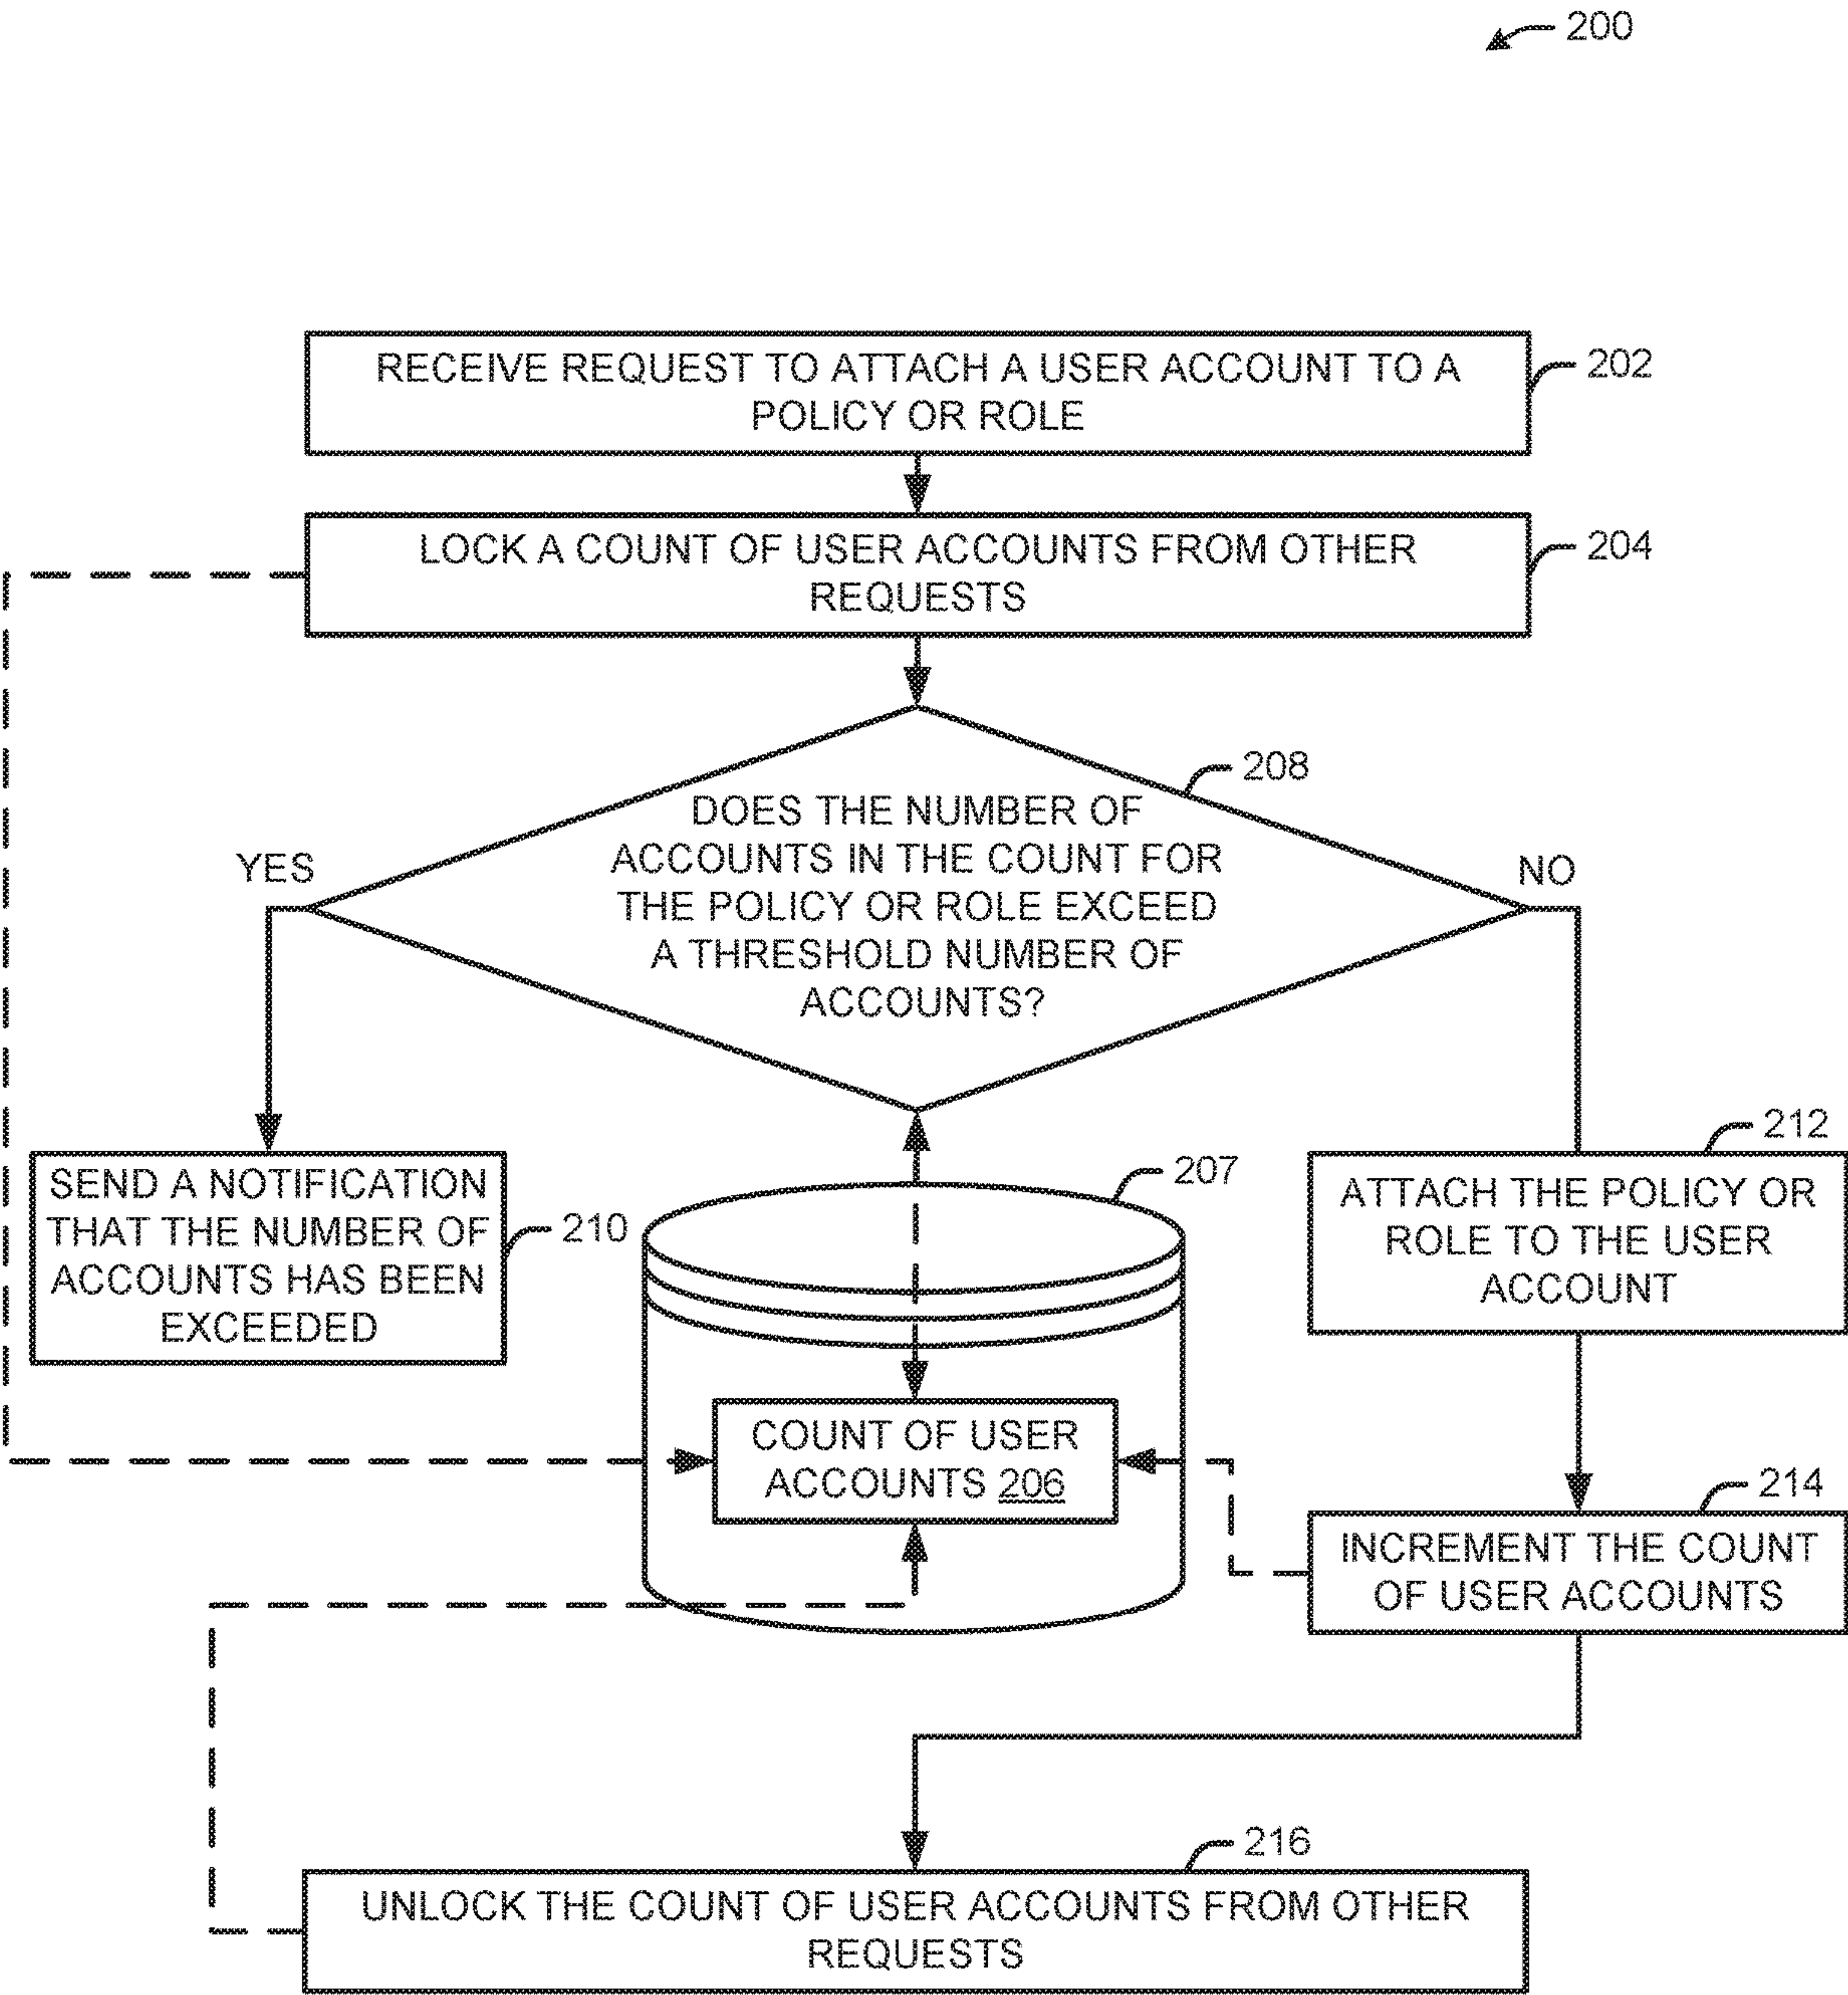 200
RECEIVE REQUEST TO ATTACH A USER ACCOUNT TO A
POLICY OR ROLE
202
LOCK A COUNT OF USER ACCOUNTS FROM OTHER
REQUESTS
204
208
DOES THE NUMBER OF
ACCOUNTS IN THE COUNT FOR
THE POLICY OR ROLE EXCEED
A THRESHOLD NUMBER OF
ACCOUNTS?
YES
NO
SEND A NOTIFICATION
THAT THE NUMBER OF
ACCOUNTS HAS BEEN
EXCEEDED
210
207
COUNT OF USER
ACCOUNTS 206
212
ATTACH THE POLICY OR
ROLE TO THE USER
ACCOUNT
214
INCREMENT THE COUNT
OF USER ACCOUNTS
216
UNLOCK THE COUNT OF USER ACCOUNTS FROM OTHER
REQUESTS